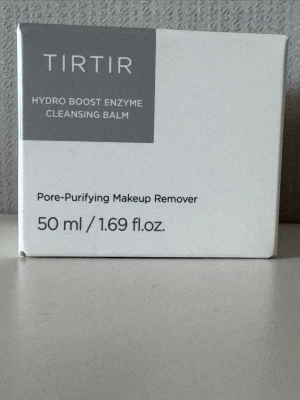 TIRTIR
HYDRO BOOST ENZYME
CLEANSING BALM
Pore-Purifying Makeup Remover
50 ml / 1.69 fl.oz.